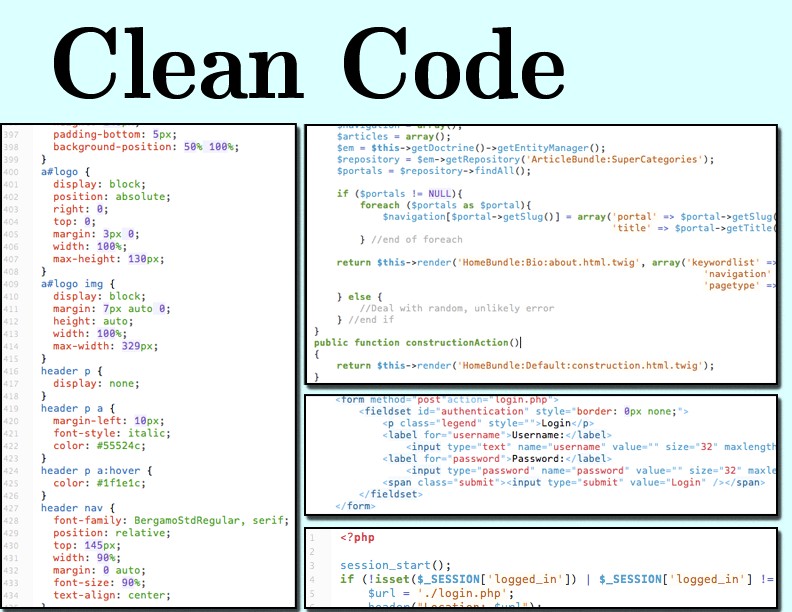 Clean Code
397 padding-bottom: 5px;
398 background-position: 50% 100%;
399 }
400 a#logo {
401 display: block;
402 position: absolute;
403 right: 0;
404 top: 0;
405 margin: 3px 0;
406 width: 100%;
407 max-height: 130px;
408 }
409 a#logo img {
410 display: block;
411 margin: 7px auto 0;
412 height: auto;
413 width: 100%;
414 max-width: 329px;
415 }
416 header p {
417 display: none;
418 }
419 header p a {
420 margin-left: 10px;
421 font-style: italic;
422 color: #55524c;
423 }
424 header p a:hover {
425 color: #1f1e1c;
426 }
427 header nav {
428 font-family: BergamoStdRegular, serif;
429 position: relative;
430 top: 145px;
431 width: 90%;
432 margin: 0 auto;
433 font-size: 90%;
434 text-align: center;
$navigation = array();
$articles = array();
$em = $this->getDoctrine()->getEntityManager();
$repository = $em->getRepository('ArticleBundle:SuperCategories');
$portals = $repository->findAll();
if ($portals != NULL){
foreach ($portals as $portal){
$navigation[$portal->getSlug()] = array('portal' => $portal->getSlug(
'title' => $portal->getTitle(
} //end of foreach
return $this->render('HomeBundle:Bio:about.html.twig', array('keywordlist' =>
'navigation'
'pagetype' =>
} else {
//Deal with random, unlikely error
} //end if
}
public function constructionAction()
{
return $this->render('HomeBundle:Default:construction.html.twig');
}
<form method="post"action="login.php">
<fieldset id="authentication" style="border: 0px none;">
<p class="legend" style="">Login</p>
<label for="username">Username:</label>
<input type="text" name="username" value="" size="32" maxlength
<label for="password">Password:</label>
<input type="password" name="password" value="" size="32" maxle
<span class="submit"><input type="submit" value="Login" /></span>
</fieldset>
</form>
1 <?php
2
3 session_start();
4 if (!isset($_SESSION['logged_in']) | $_SESSION['logged_in'] !=
5 $url = './login.php';
6 header("Location: $url");